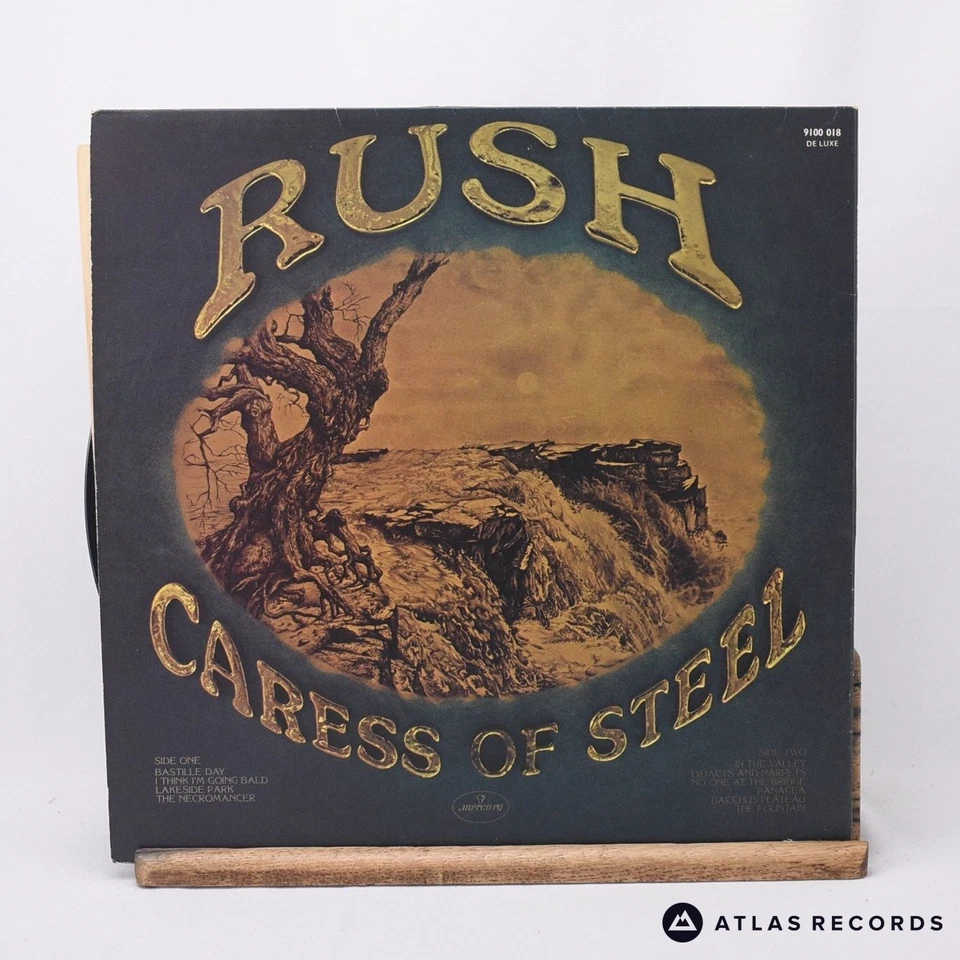 RUSH
9100 018
DE LUXE
CARESS OF STEEL
SIDE ONE
BASTILLE DAY
I THINK I'M GOING BALD
LAKESIDE PARK
THE NECROMANCER
SIDE TWO
IN THE VALLEY
DIDACTS AND NARPETS
NO ONE AT THE BRIDGE
PANACEA
BACCHUS PLATEAU
THE FOUNTAIN
mercury
ATLAS RECORDS